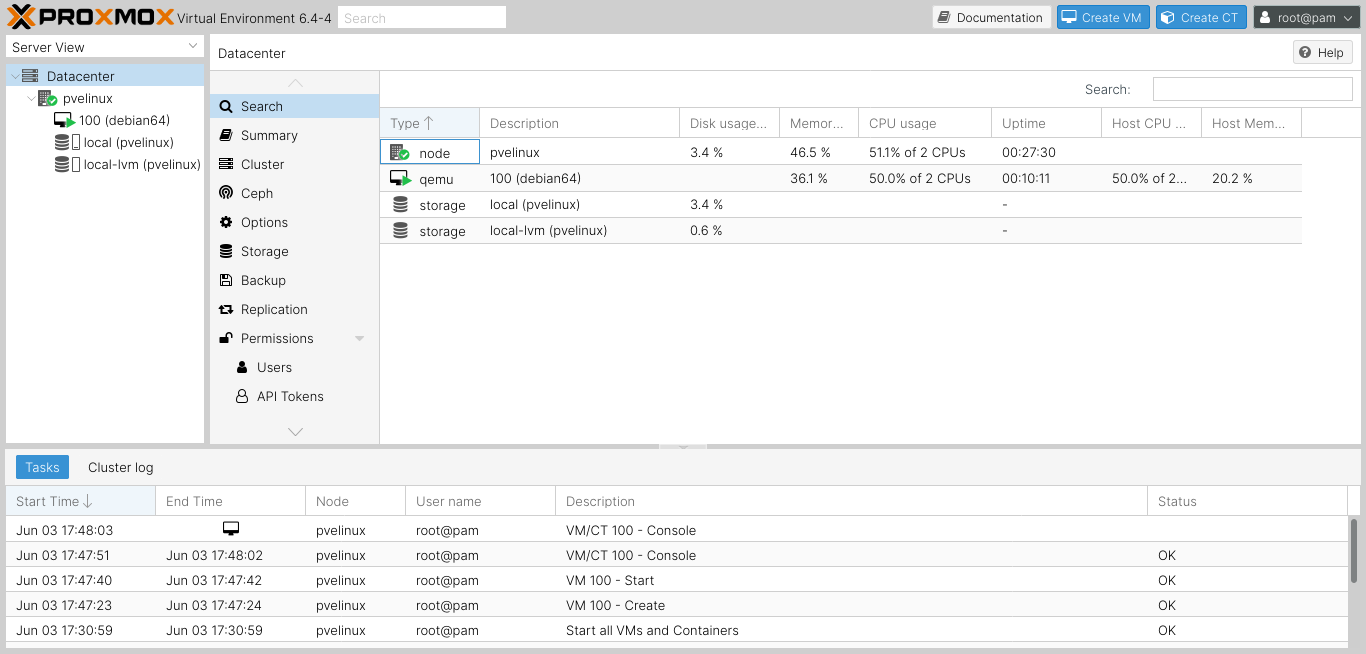 PROXMOX Virtual Environment 6.4-4 Search Documentation Create VM Create CT root@pam
Server View
Datacenter
pvelinux
100 (debian64)
local (pvelinux)
local-lvm (pvelinux)
Datacenter Help
Search
Summary
Cluster
Ceph
Options
Storage
Backup
Replication
Permissions
Users
API Tokens
Search:
Type Description Disk usage... Memor... CPU usage Uptime Host CPU ... Host Mem...
node pvelinux 3.4 % 46.5 % 51.1% of 2 CPUs 00:27:30
qemu 100 (debian64) 36.1 % 50.0% of 2 CPUs 00:10:11 50.0% of 2... 20.2 %
storage local (pvelinux) 3.4 % -
storage local-lvm (pvelinux) 0.6 % -
Tasks Cluster log
Start Time End Time Node User name Description Status
Jun 03 17:48:03 pvelinux root@pam VM/CT 100 - Console
Jun 03 17:47:51 Jun 03 17:48:02 pvelinux root@pam VM/CT 100 - Console OK
Jun 03 17:47:40 Jun 03 17:47:42 pvelinux root@pam VM 100 - Start OK
Jun 03 17:47:23 Jun 03 17:47:24 pvelinux root@pam VM 100 - Create OK
Jun 03 17:30:59 Jun 03 17:30:59 pvelinux root@pam Start all VMs and Containers OK